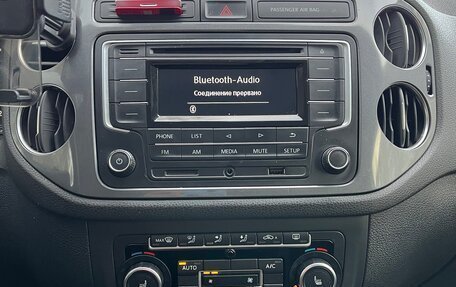 PASSENGER AIR BAG
Bluetooth-Audio
Соединение прервано
PHONE LIST
FM AM MEDIA MUTE SETUP
MAX
AUTO A/C